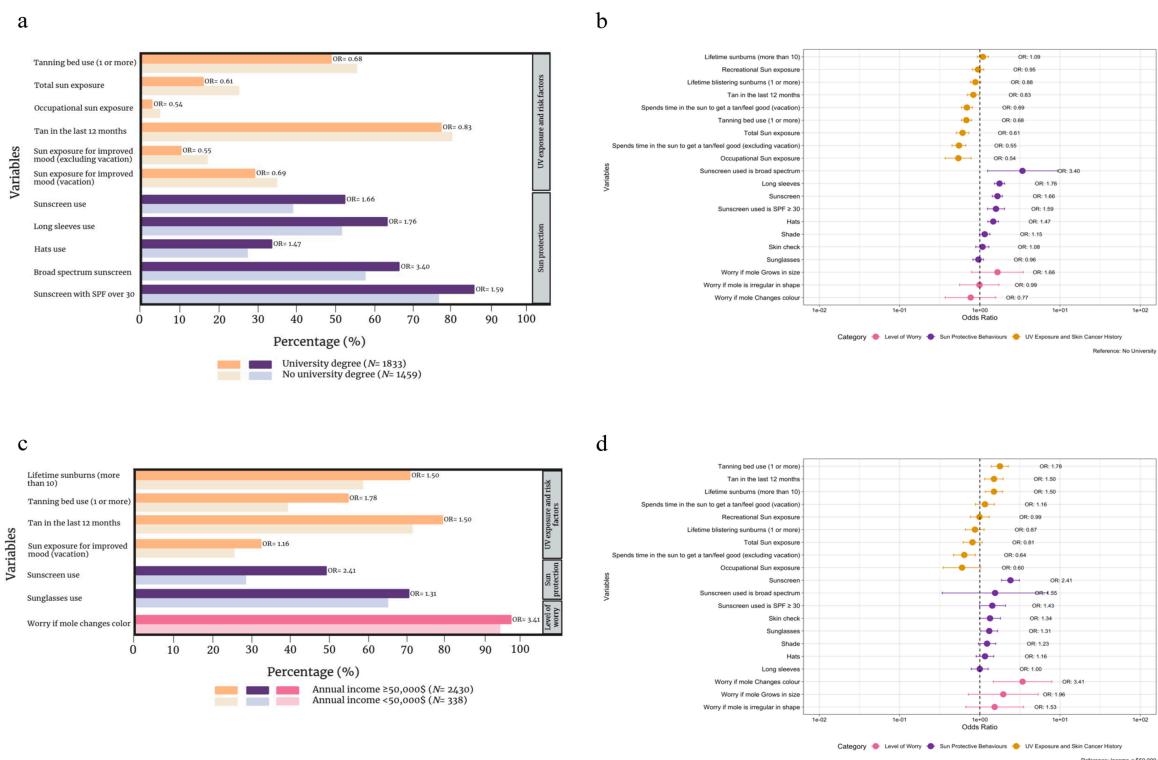 a
Variables
Tanning bed use (1 or more)
OR= 0.68
Total sun exposure
OR= 0.61
Occupational sun exposure
OR= 0.54
Tan in the last 12 months
OR= 0.83
Sun exposure for improved
mood (excluding vacation)
OR= 0.55
Sun exposure for improved
mood (vacation)
OR= 0.69
Sunscreen use
OR= 1.66
Long sleeves use
OR= 1.76
Hats use
OR= 1.47
Broad spectrum sunscreen
OR= 3.40
Sunscreen with SPF over 30
OR= 1.59
UV exposure and risk factors
Sun protection
0 10 20 30 40 50 60 70 80 90 100
Percentage (%)
University degree (N= 1833)
No university degree (N= 1459)
b
Variables
Lifetime sunburns (more than 10) OR: 1.09
Recreational Sun exposure OR: 0.95
Lifetime blistering sunburns (1 or more) OR: 0.88
Tan in the last 12 months OR: 0.83
Spends time in the sun to get a tan/feel good (vacation) OR: 0.69
Tanning bed use (1 or more) OR: 0.68
Total Sun exposure OR: 0.61
Spends time in the sun to get a tan/feel good (excluding vacation) OR: 0.55
Occupational Sun exposure OR: 0.54
Sunscreen used is broad spectrum OR: 3.40
Long sleeves OR: 1.76
Sunscreen OR: 1.66
Sunscreen used is SPF ≥ 30 OR: 1.59
Hats OR: 1.47
Shade OR: 1.15
Skin check OR: 1.08
Sunglasses OR: 0.96
Worry if mole Grows in size OR: 1.66
Worry if mole is irregular in shape OR: 0.99
Worry if mole Changes colour OR: 0.77
1e-02 1e-01 1e+00 1e+01 1e+02
Odds Ratio
Category Level of Worry Sun Protective Behaviours UV Exposure and Skin Cancer History
Reference: No University
c
Variables
Lifetime sunburns (more
than 10)
OR= 1.50
Tanning bed use (1 or more)
OR= 1.78
Tan in the last 12 months
OR= 1.50
Sun exposure for improved
mood (vacation)
OR= 1.16
Sunscreen use
OR= 2.41
Sunglasses use
OR= 1.31
Worry if mole changes color
OR= 3.41
UV exposure and risk
factors
Sun
protection
Level of
worry
0 10 20 30 40 50 60 70 80 90 100
Percentage (%)
Annual income ≥50,000$ (N= 2430)
Annual income <50,000$ (N= 338)
d
Variables
Tanning bed use (1 or more) OR: 1.76
Tan in the last 12 months OR: 1.50
Lifetime sunburns (more than 10) OR: 1.50
Spends time in the sun to get a tan/feel good (vacation) OR: 1.16
Recreational Sun exposure OR: 0.99
Lifetime blistering sunburns (1 or more) OR: 0.87
Total Sun exposure OR: 0.81
Spends time in the sun to get a tan/feel good (excluding vacation) OR: 0.64
Occupational Sun exposure OR: 0.60
Sunscreen OR: 2.41
Sunscreen used is broad spectrum OR: 1.55
Sunscreen used is SPF ≥ 30 OR: 1.43
Skin check OR: 1.34
Sunglasses OR: 1.31
Shade OR: 1.23
Hats OR: 1.16
Long sleeves OR: 1.00
Worry if mole Changes colour OR: 3.41
Worry if mole Grows in size OR: 1.96
Worry if mole is irregular in shape OR: 1.53
1e-02 1e-01 1e+00 1e+01 1e+02
Odds Ratio
Category Level of Worry Sun Protective Behaviours UV Exposure and Skin Cancer History